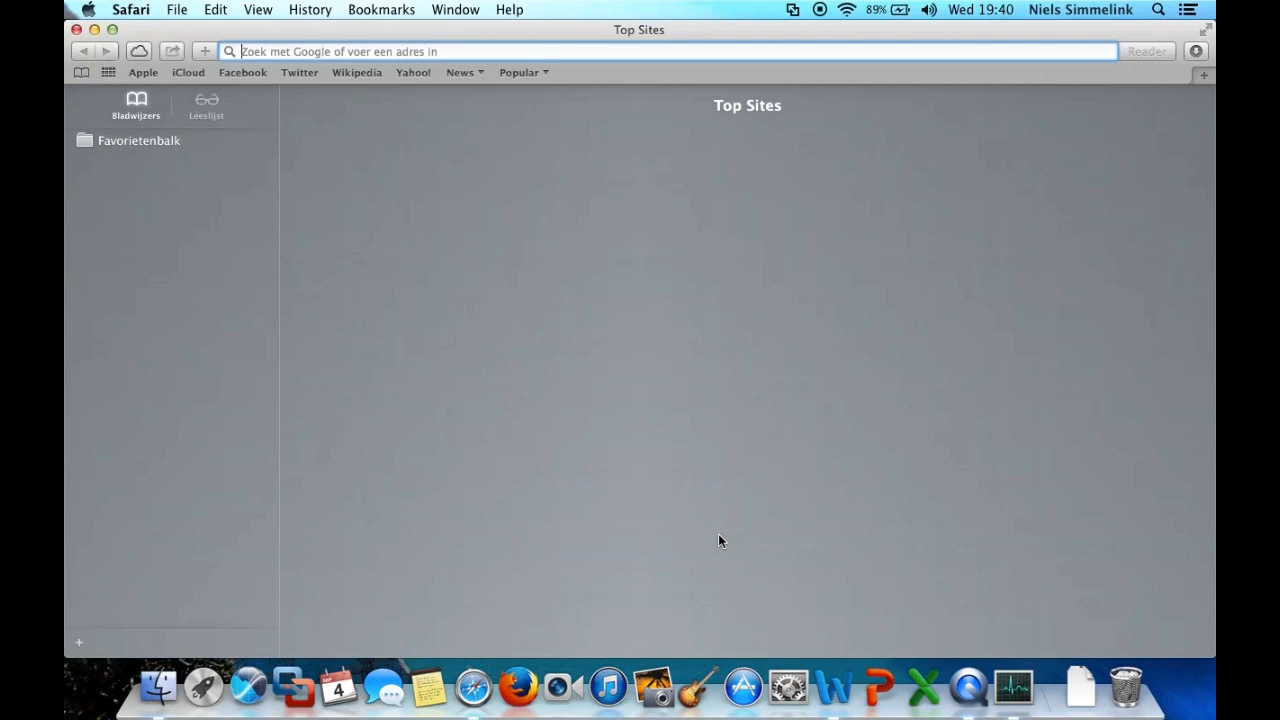 Safari File Edit View History Bookmarks Window Help 89% Wed 19:40 Niels Simmelink
Top Sites
Zoek met Google of voer een adres in Reader
Apple iCloud Facebook Twitter Wikipedia Yahoo! News Popular
Bladwijzers Leeslijst
Top Sites
Favorietenbalk
4